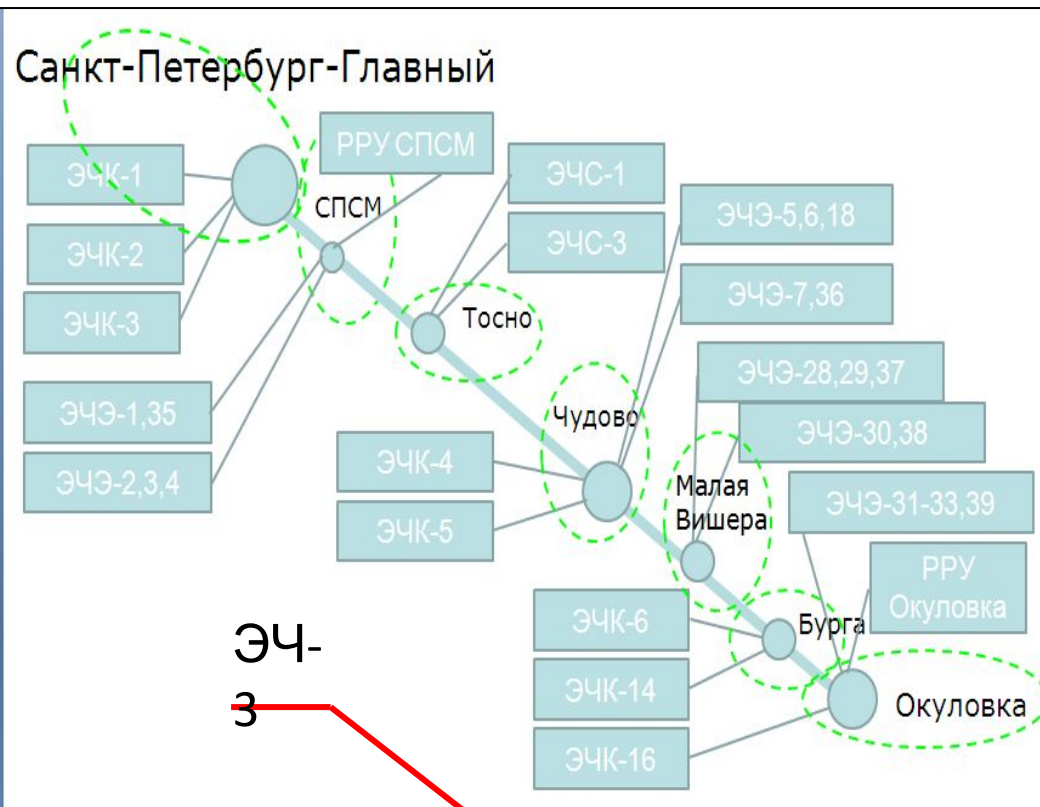 Санкт-Петербург-Главный
РРУ СПСМ
ЭЧК-1
ЭЧС-1
СПСМ
ЭЧЭ-5,6,18
ЭЧК-2
ЭЧС-3
ЭЧЭ-7,36
ЭЧК-3
Тосно
ЭЧЭ-28,29,37
ЭЧЭ-1,35
Чудово
ЭЧЭ-30,38
ЭЧК-4
ЭЧЭ-2,3,4
Малая
Вишера
ЭЧЭ-31-33,39
ЭЧК-5
РРУ
Окуловка
ЭЧК-6
Бурга
ЭЧ-
3
ЭЧК-14
Окуловка
ЭЧК-16